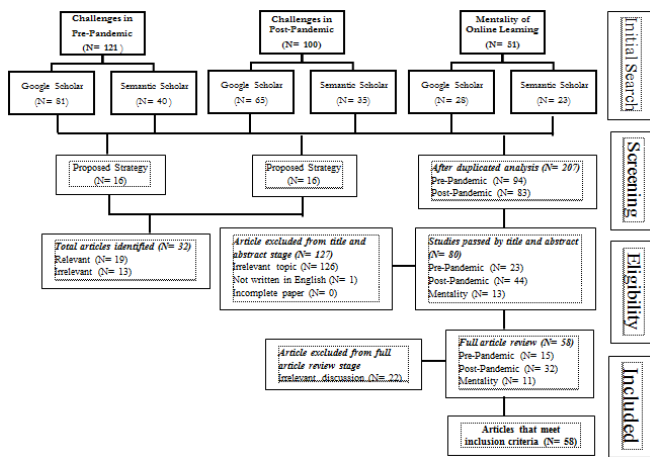 Challenges in
Pre-Pandemic
(N= 121)
Challenges in
Post-Pandemic
(N= 100)
Mentality of
Online Learning
(N= 51)
Initial Search
Google Scholar
(N= 81)
Semantic Scholar
(N= 40)
Google Scholar
(N= 65)
Semantic Scholar
(N= 35)
Google Scholar
(N= 28)
Semantic Scholar
(N= 23)
Screening
Proposed Strategy
(N= 16)
Proposed Strategy
(N= 16)
After duplicated analysis (N= 207)
Pre-Pandemic (N= 94)
Post-Pandemic (N= 83)
Total articles identified (N= 32)
Relevant (N= 19)
Irrelevant (N= 13)
Article excluded from title and
abstract stage (N= 127)
Irrelevant topic (N= 126)
Not written in English (N= 1)
Incomplete paper (N= 0)
Studies passed by title and abstract
(N= 80)
Pre-Pandemic (N= 23)
Post-Pandemic (N= 44)
Mentality (N= 13)
Eligibility
Article excluded from full
article review stage
Irrelevant discussion (N= 22)
Full article review (N= 58)
Pre-Pandemic (N= 15)
Post-Pandemic (N= 32)
Mentality (N= 11)
Included
Articles that meet
inclusion criteria (N= 58)